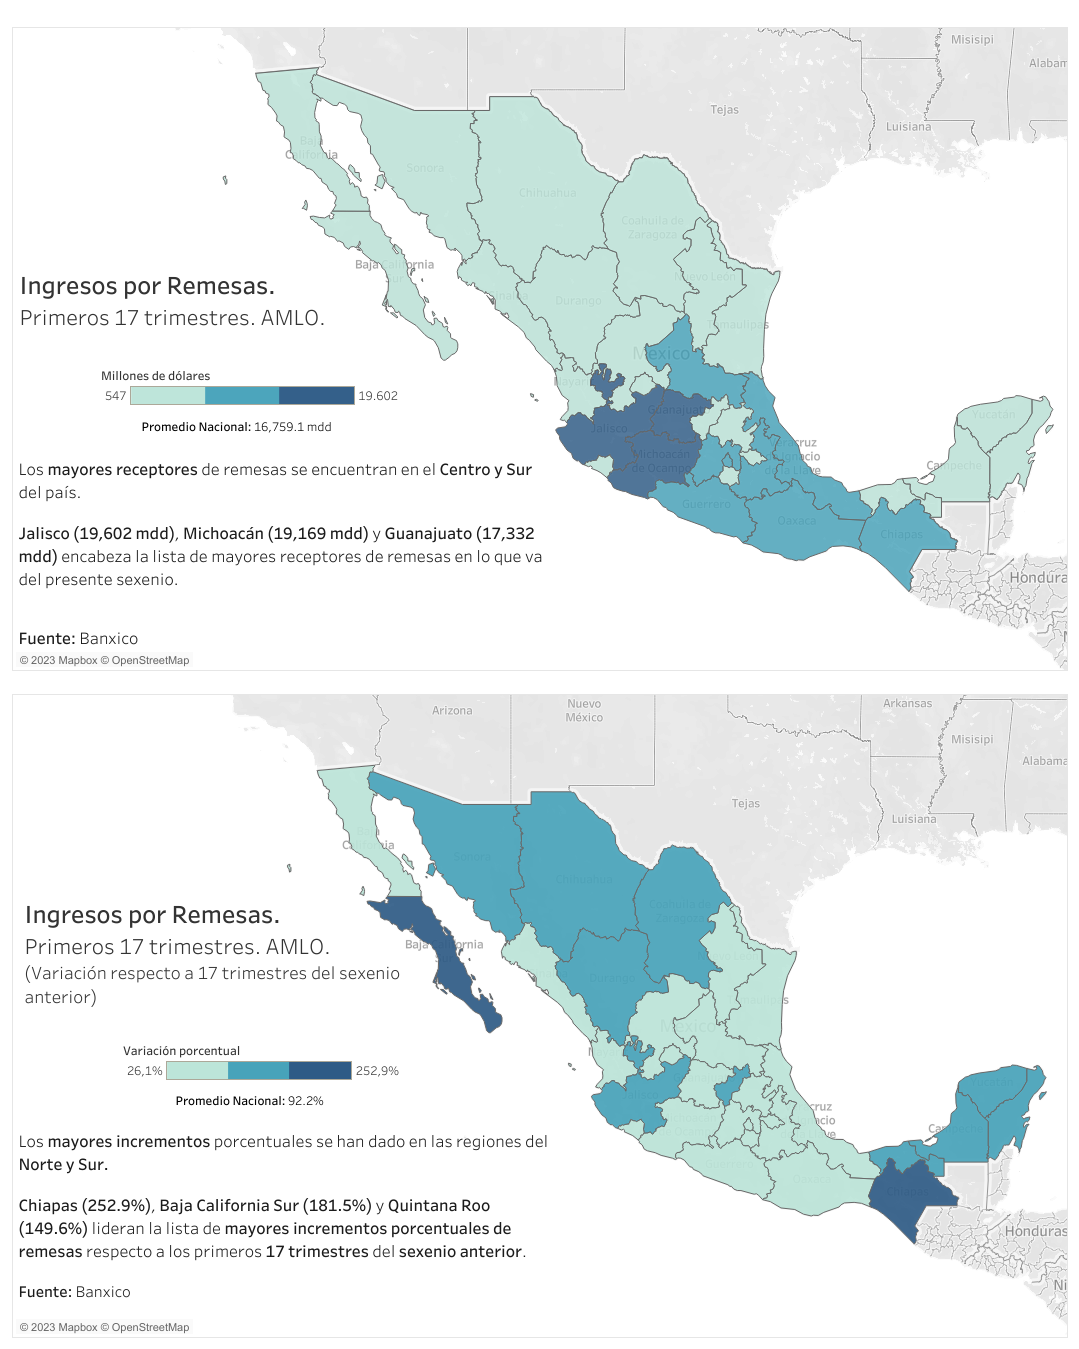 Misisipi
Alabam
Tejas
Luisiana
Baja
California
Sonora
Chihuahua
Coahuila de
Zaragoza
Baja California
Sur
Nuevo León
Sinaloa
Durango
Tamaulipas
México
Nayarit
Ingresos por Remesas.
Primeros 17 trimestres. AMLO.
Millones de dólares
547
19.602
Promedio Nacional: 16,759.1 mdd
Guanajuato
Jalisco
Michoacán
de Ocampo
Yucatán
Campeche
Guerrero
Oaxaca
Chiapas
Hondura
Los mayores receptores de remesas se encuentran en el Centro y Sur
del país.
Jalisco (19,602 mdd), Michoacán (19,169 mdd) y Guanajuato (17,332
mdd) encabeza la lista de mayores receptores de remesas en lo que va
del presente sexenio.
Fuente: Banxico
© 2023 Mapbox © OpenStreetMap
Arizona
Nuevo
México
Arkansas
Misisipi
Alabama
Tejas
Luisiana
Baja
California
Sonora
Chihuahua
Coahuila de
Zaragoza
Baja California
Durango
México
Ingresos por Remesas.
Primeros 17 trimestres. AMLO.
(Variación respecto a 17 trimestres del sexenio
anterior)
Variación porcentual
26,1%
252,9%
Promedio Nacional: 92.2%
Campeche
Guerrero
Oaxaca
Chiapas
Honduras
Ni
Los mayores incrementos porcentuales se han dado en las regiones del
Norte y Sur.
Chiapas (252.9%), Baja California Sur (181.5%) y Quintana Roo
(149.6%) lideran la lista de mayores incrementos porcentuales de
remesas respecto a los primeros 17 trimestres del sexenio anterior.
Fuente: Banxico
© 2023 Mapbox © OpenStreetMap